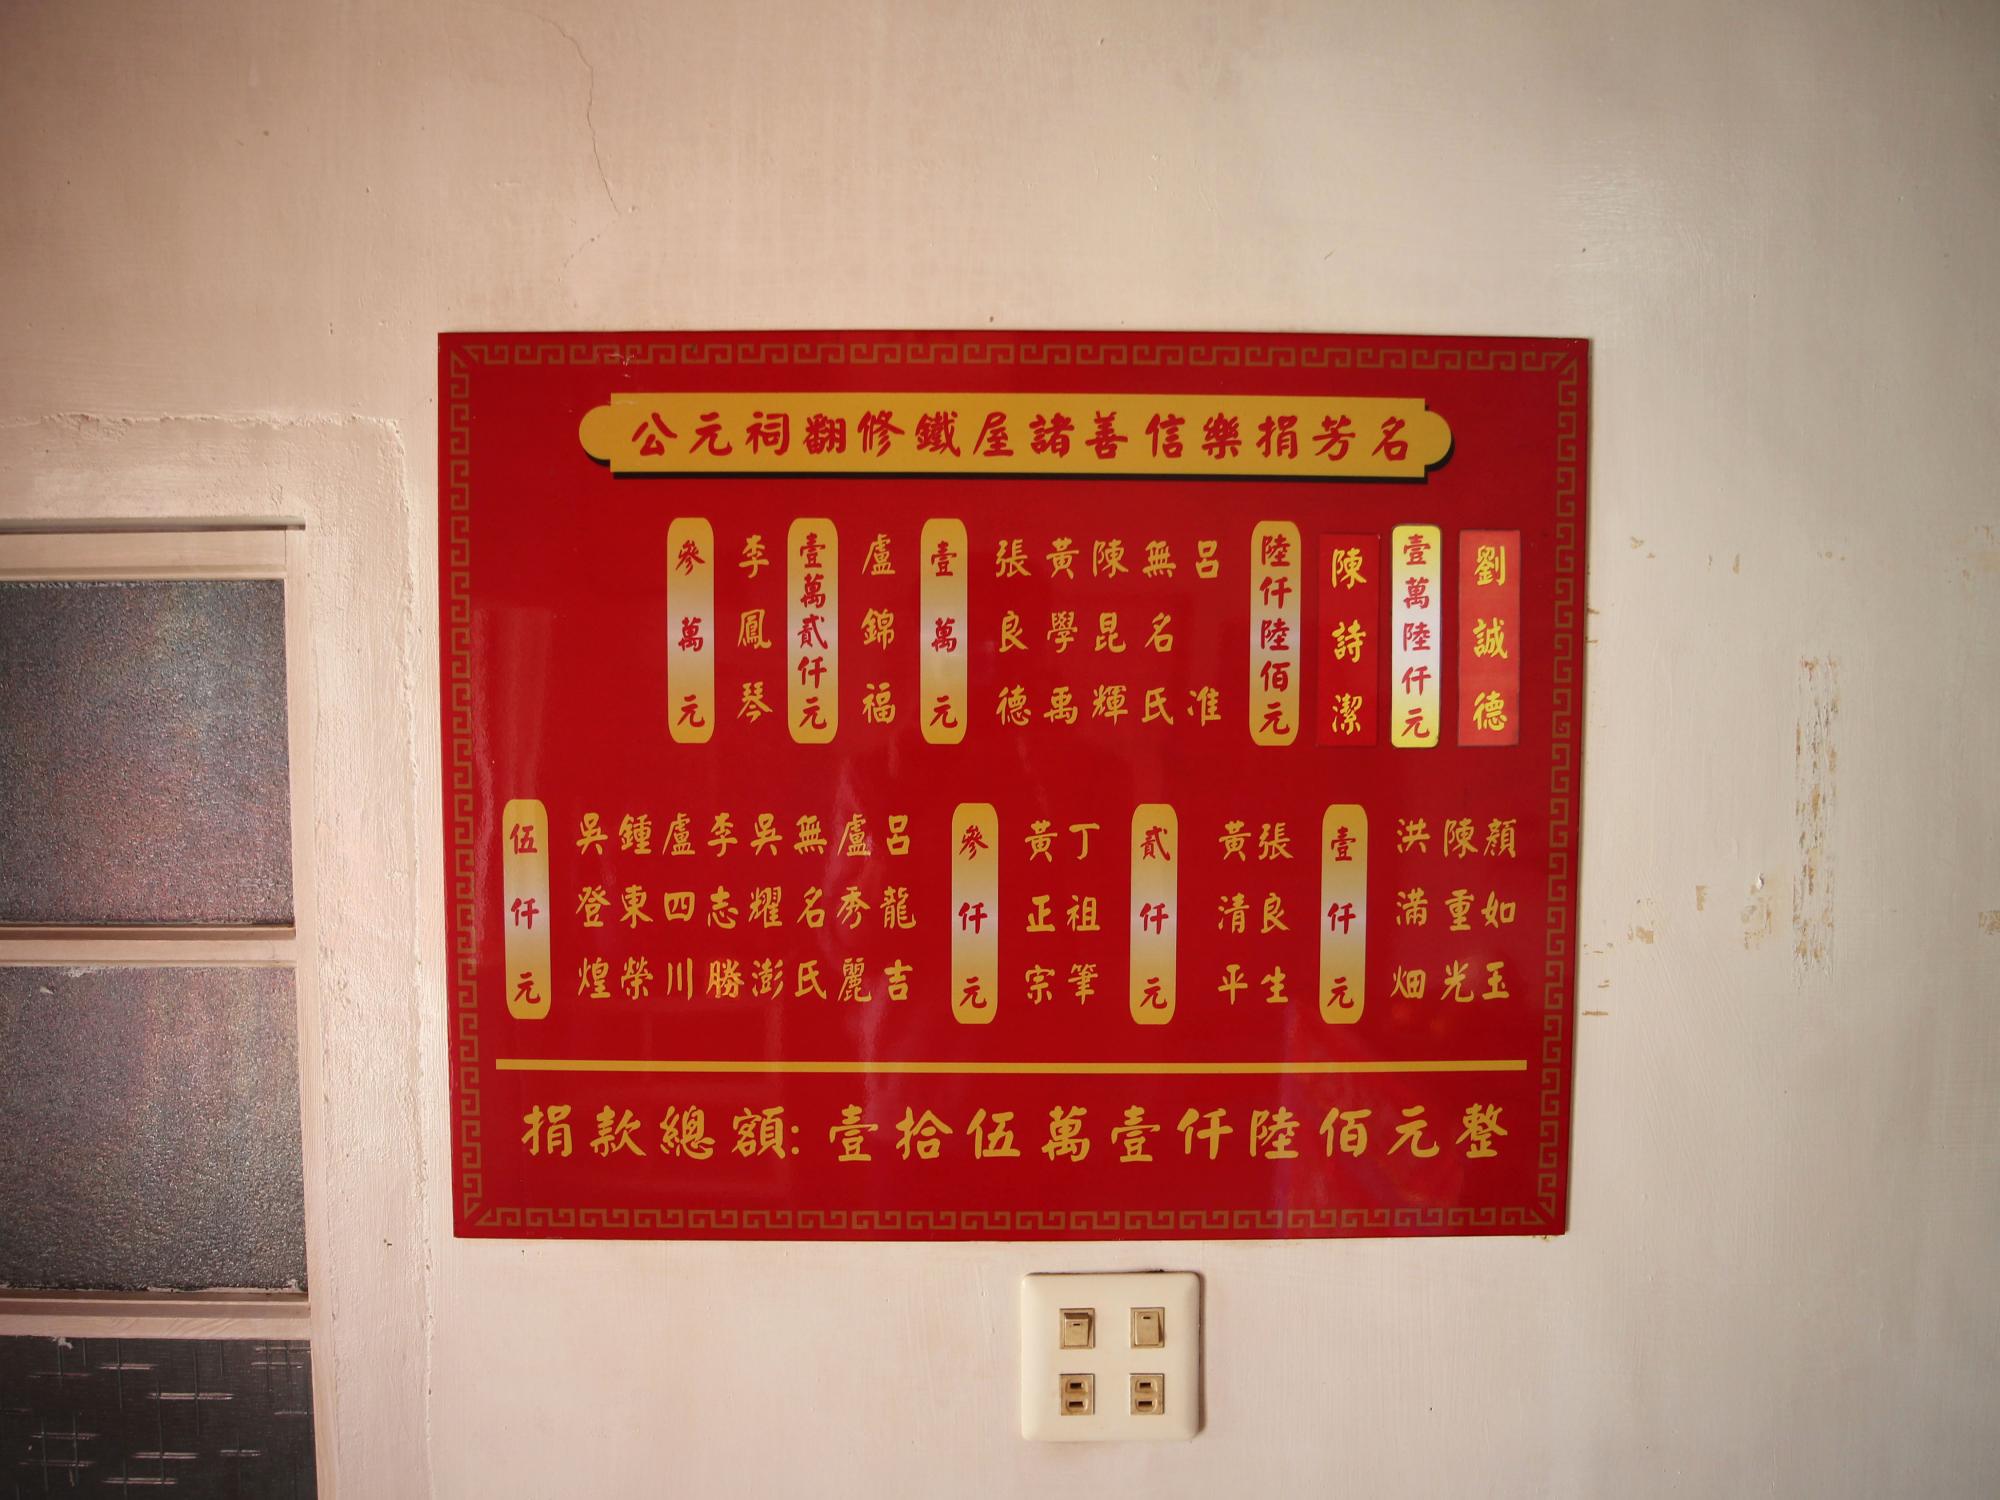 公元祠翻修鐵屋諸善信樂捐芳名
參萬元
李鳳琴
壹萬貳仟元
盧錦福
壹萬元
張良德
黃學禹
陳昆輝
無名氏
呂准
陸仟陸佰元
陳詩潔
壹萬陸仟元
劉誠德
伍仟元
吳登煌
鍾東榮
盧四川
李志勝
吳耀澎
無名氏
盧秀麗
呂龍吉
參仟元
黃正宗
丁祖筆
貳仟元
黃清平
張良生
壹仟元
洪滿畑
陳重光
顏如玉
捐款總額:壹拾伍萬壹仟陸佰元整